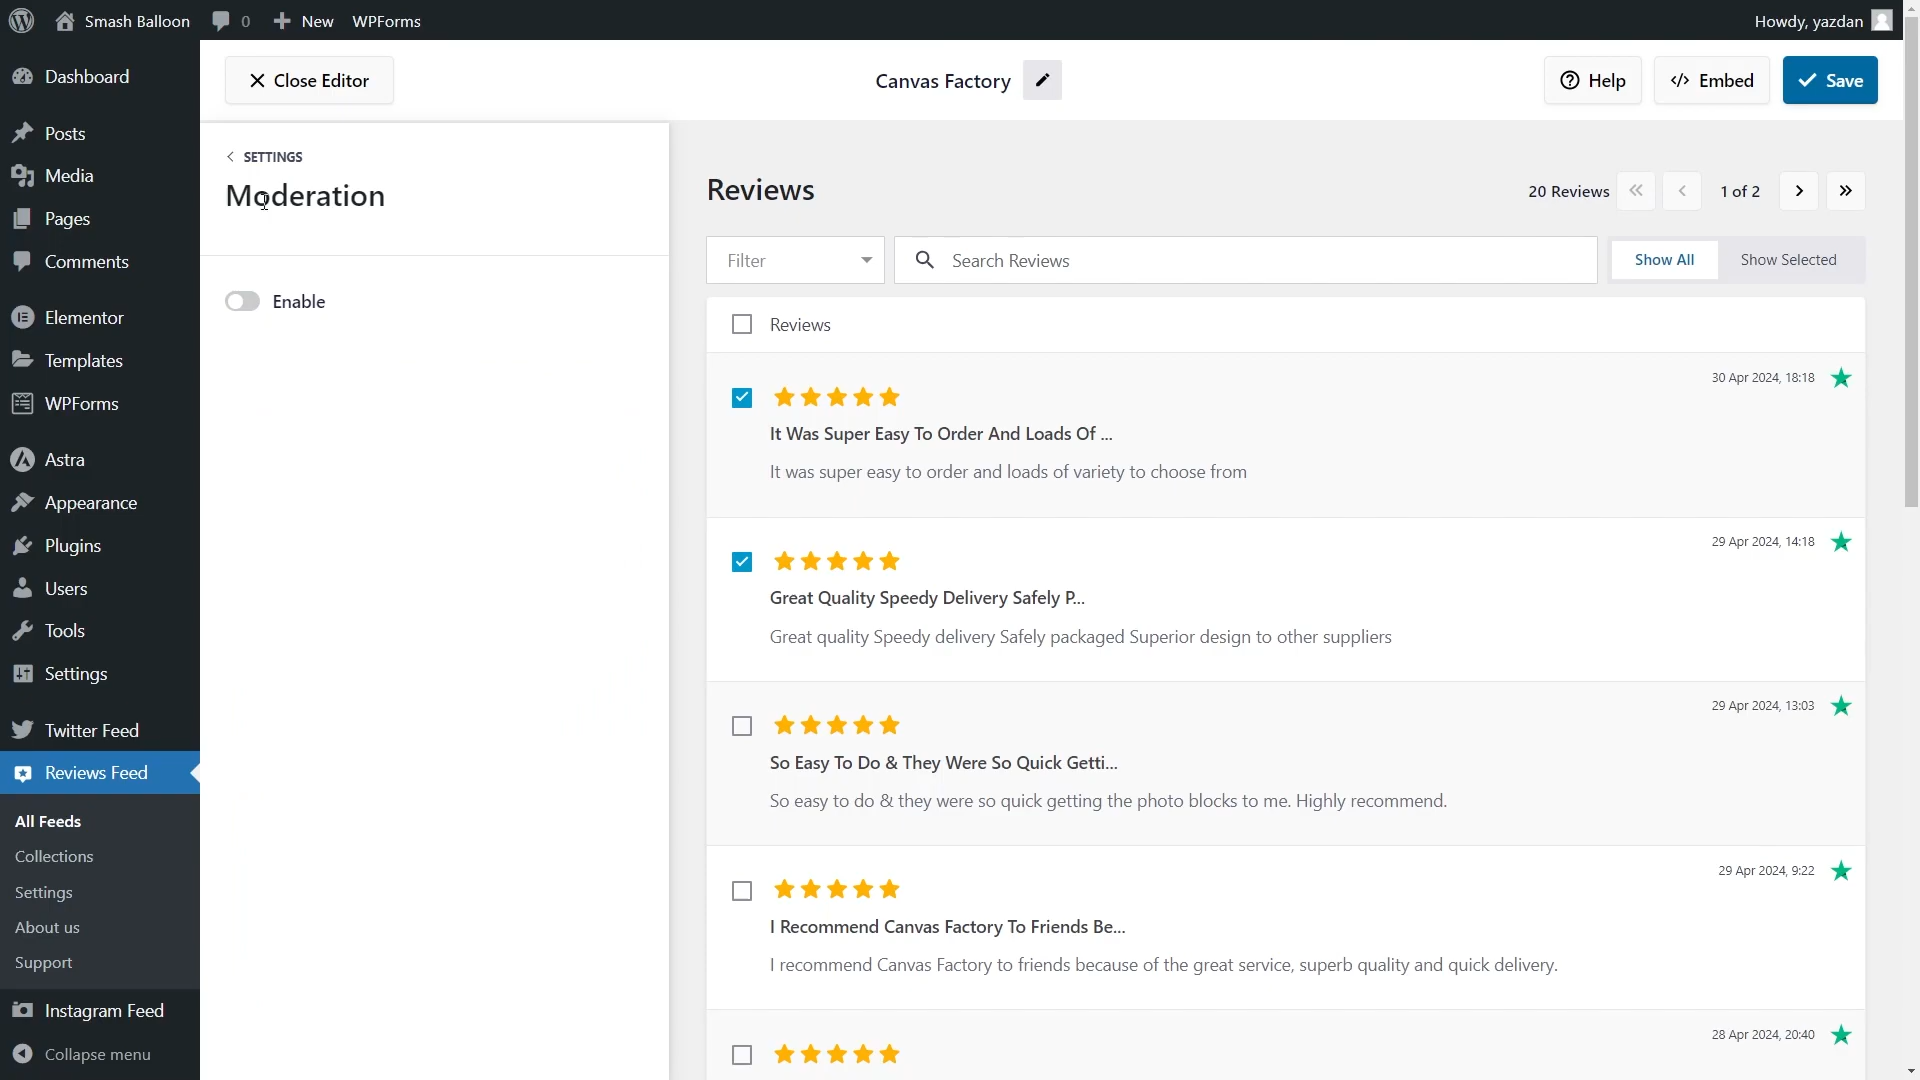 Smash Balloon 0 New WPForms Howdy, yazdan
Dashboard
Posts
Media
Pages
Comments
Elementor
Templates
WPForms
Astra
Appearance
Plugins
Users
Tools
Settings
Twitter Feed
Reviews Feed
All Feeds
Collections
Settings
About us
Support
Instagram Feed
Collapse menu
Close Editor
Canvas Factory
Help
Embed
Save
SETTINGS
Moderation
Enable
Reviews
20 Reviews 1 of 2
Filter
Search Reviews
Show All Show Selected
Reviews
30 Apr 2024, 18:18
It Was Super Easy To Order And Loads Of ...
It was super easy to order and loads of variety to choose from
29 Apr 2024, 14:18
Great Quality Speedy Delivery Safely P...
Great quality Speedy delivery Safely packaged Superior design to other suppliers
29 Apr 2024, 13:03
So Easy To Do & They Were So Quick Getti...
So easy to do & they were so quick getting the photo blocks to me. Highly recommend.
29 Apr 2024, 9:22
I Recommend Canvas Factory To Friends Be...
I recommend Canvas Factory to friends because of the great service, superb quality and quick delivery.
28 Apr 2024, 20:40